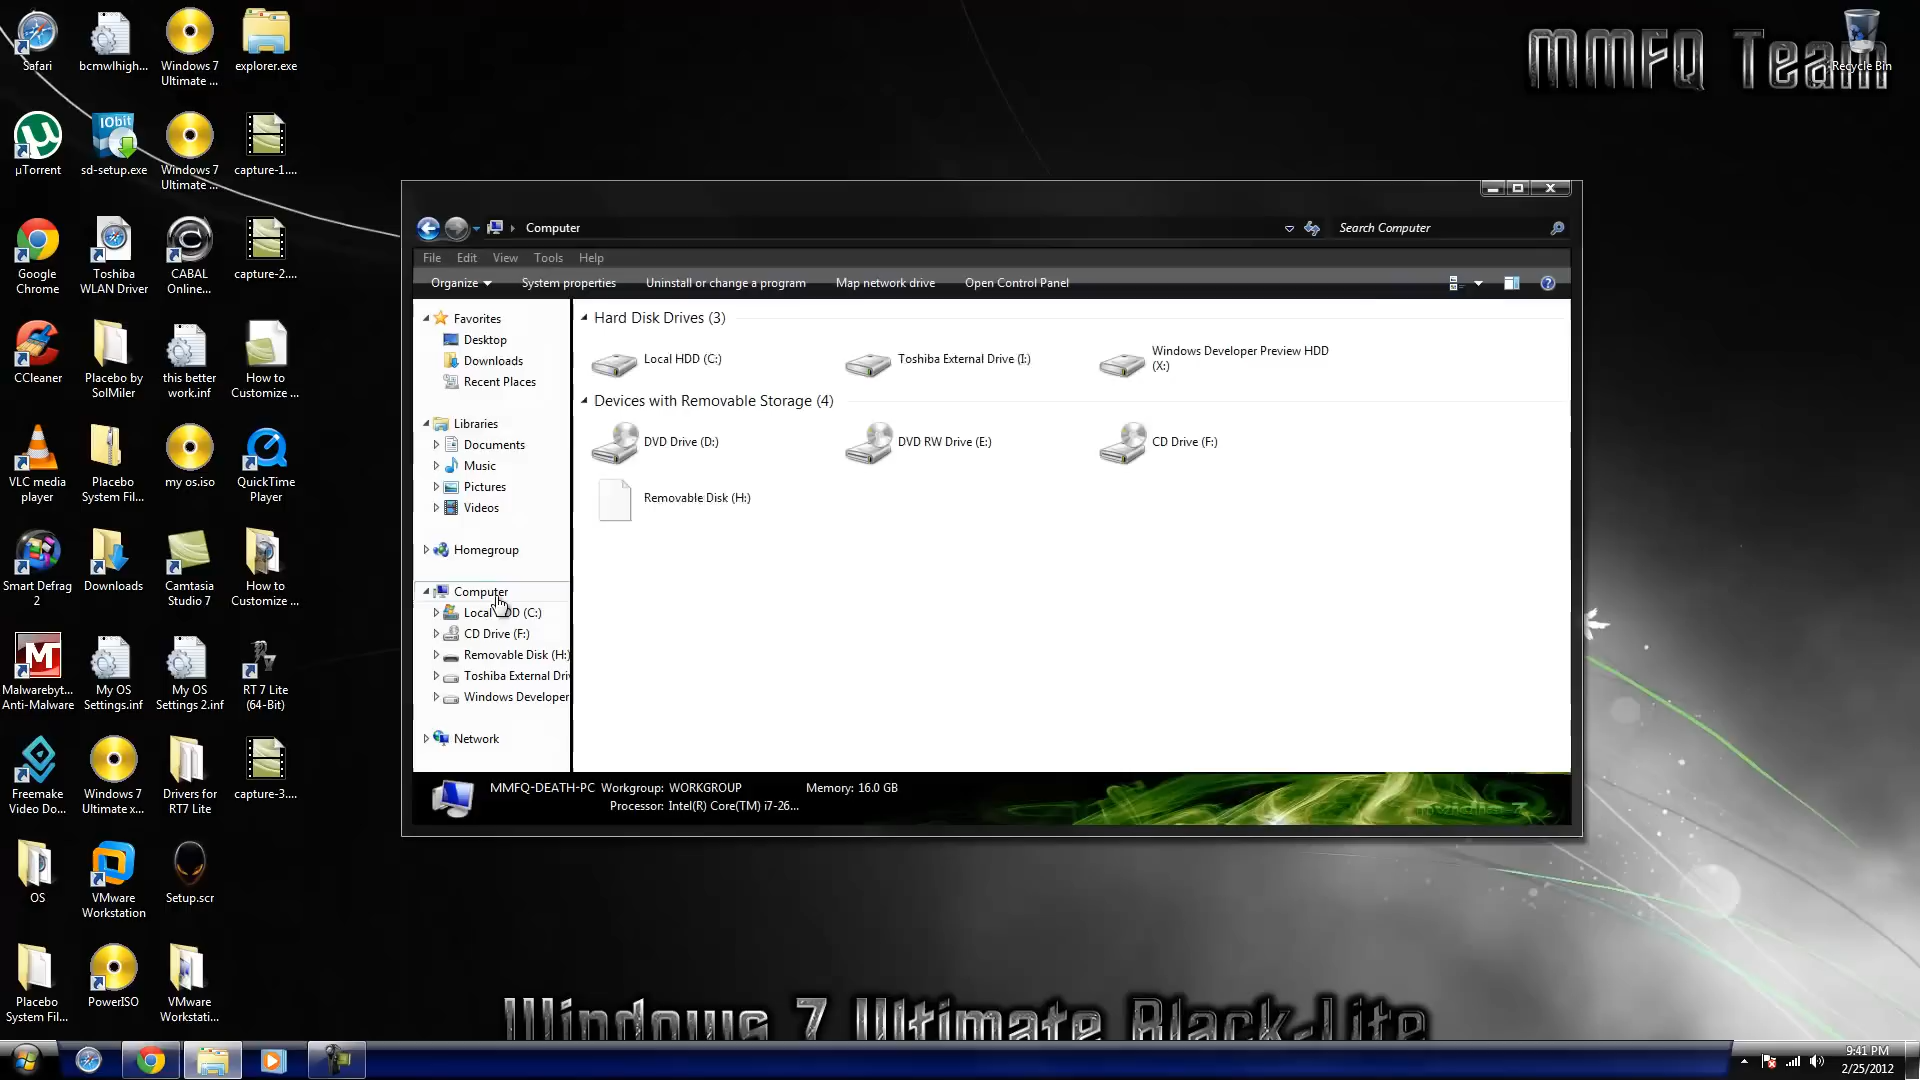 Safari
bcmwlhigh...
Windows 7
Ultimate ...
explorer.exe
MMFQ Team
Recycle Bin
µTorrent
IObit
sd-setup.exe
Windows 7
Ultimate ...
capture-1....
Google
Chrome
Toshiba
WLAN Driver
CABAL
Online...
capture-2....
CCleaner
Placebo by
SolMiler
this better
work.inf
How to
Customize ...
VLC media
player
Placebo
System Fil...
my os.iso
QuickTime
Player
Smart Defrag
2
Downloads
Camtasia
Studio 7
How to
Customize ...
Malwarebyt...
Anti-Malware
My OS
Settings.inf
My OS
Settings 2.inf
RT 7 Lite
(64-Bit)
Freemake
Video Do...
Windows 7
Ultimate x...
Drivers for
RT7 Lite
capture-3....
OS
VMware
Workstation
Setup.scr
Placebo
System Fil...
PowerISO
VMware
Workstati...
Computer
Search Computer
File Edit View Tools Help
Organize System properties Uninstall or change a program Map network drive Open Control Panel
Favorites
Desktop
Downloads
Recent Places
Libraries
Documents
Music
Pictures
Videos
Homegroup
Computer
Local HDD (C:)
CD Drive (F:)
Removable Disk (H:)
Toshiba External Driv
Windows Developer
Network
Hard Disk Drives (3)
Local HDD (C:)
Toshiba External Drive (I:)
Windows Developer Preview HDD
(X:)
Devices with Removable Storage (4)
DVD Drive (D:)
DVD RW Drive (E:)
CD Drive (F:)
Removable Disk (H:)
MMFQ-DEATH-PC Workgroup: WORKGROUP Memory: 16.0 GB
Processor: Intel(R) Core(TM) i7-26...
Windows 7 Ultimate Black-Lite
9:41 PM
2/25/2012